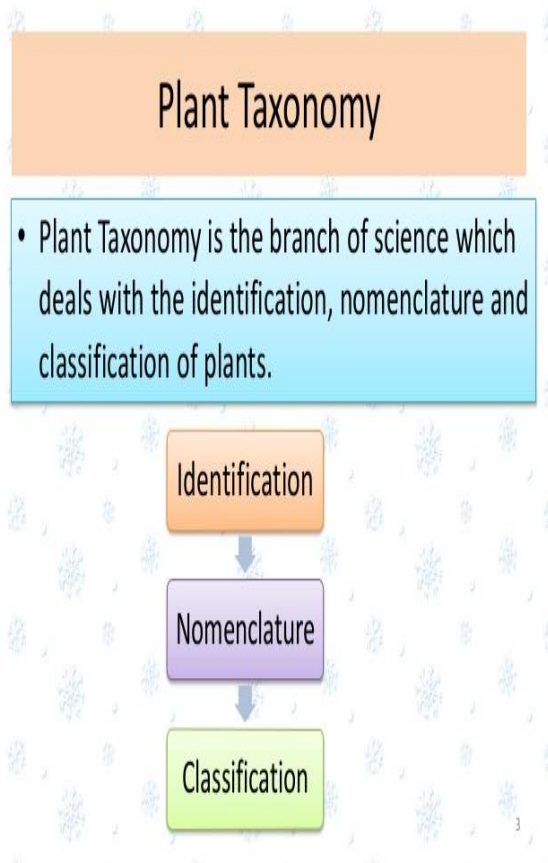 Plant Taxonomy
• Plant Taxonomy is the branch of science which
deals with the identification, nomenclature and
classification of plants.
Identification
Nomenclature
Classification
3